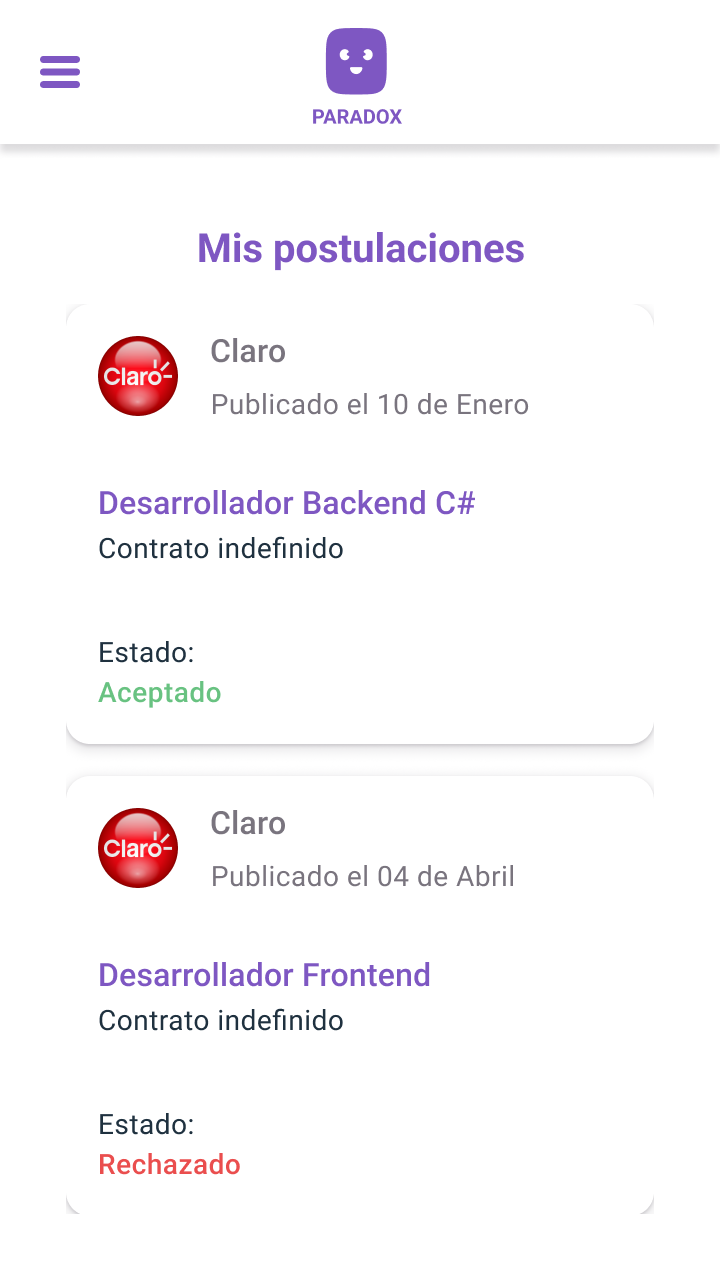 PARADOX
Mis postulaciones
Claro
Claro
Publicado el 10 de Enero
Desarrollador Backend C#
Contrato indefinido
Estado:
Aceptado
Claro
Claro
Publicado el 04 de Abril
Desarrollador Frontend
Contrato indefinido
Estado:
Rechazado